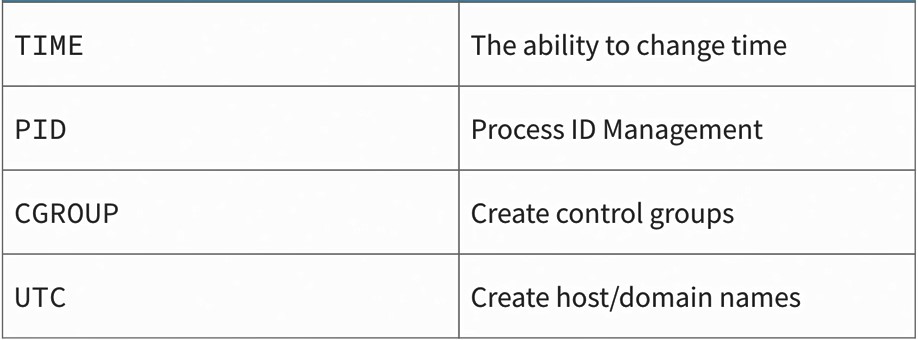 TIME The ability to change time
PID Process ID Management
CGROUP Create control groups
UTC Create host/domain names